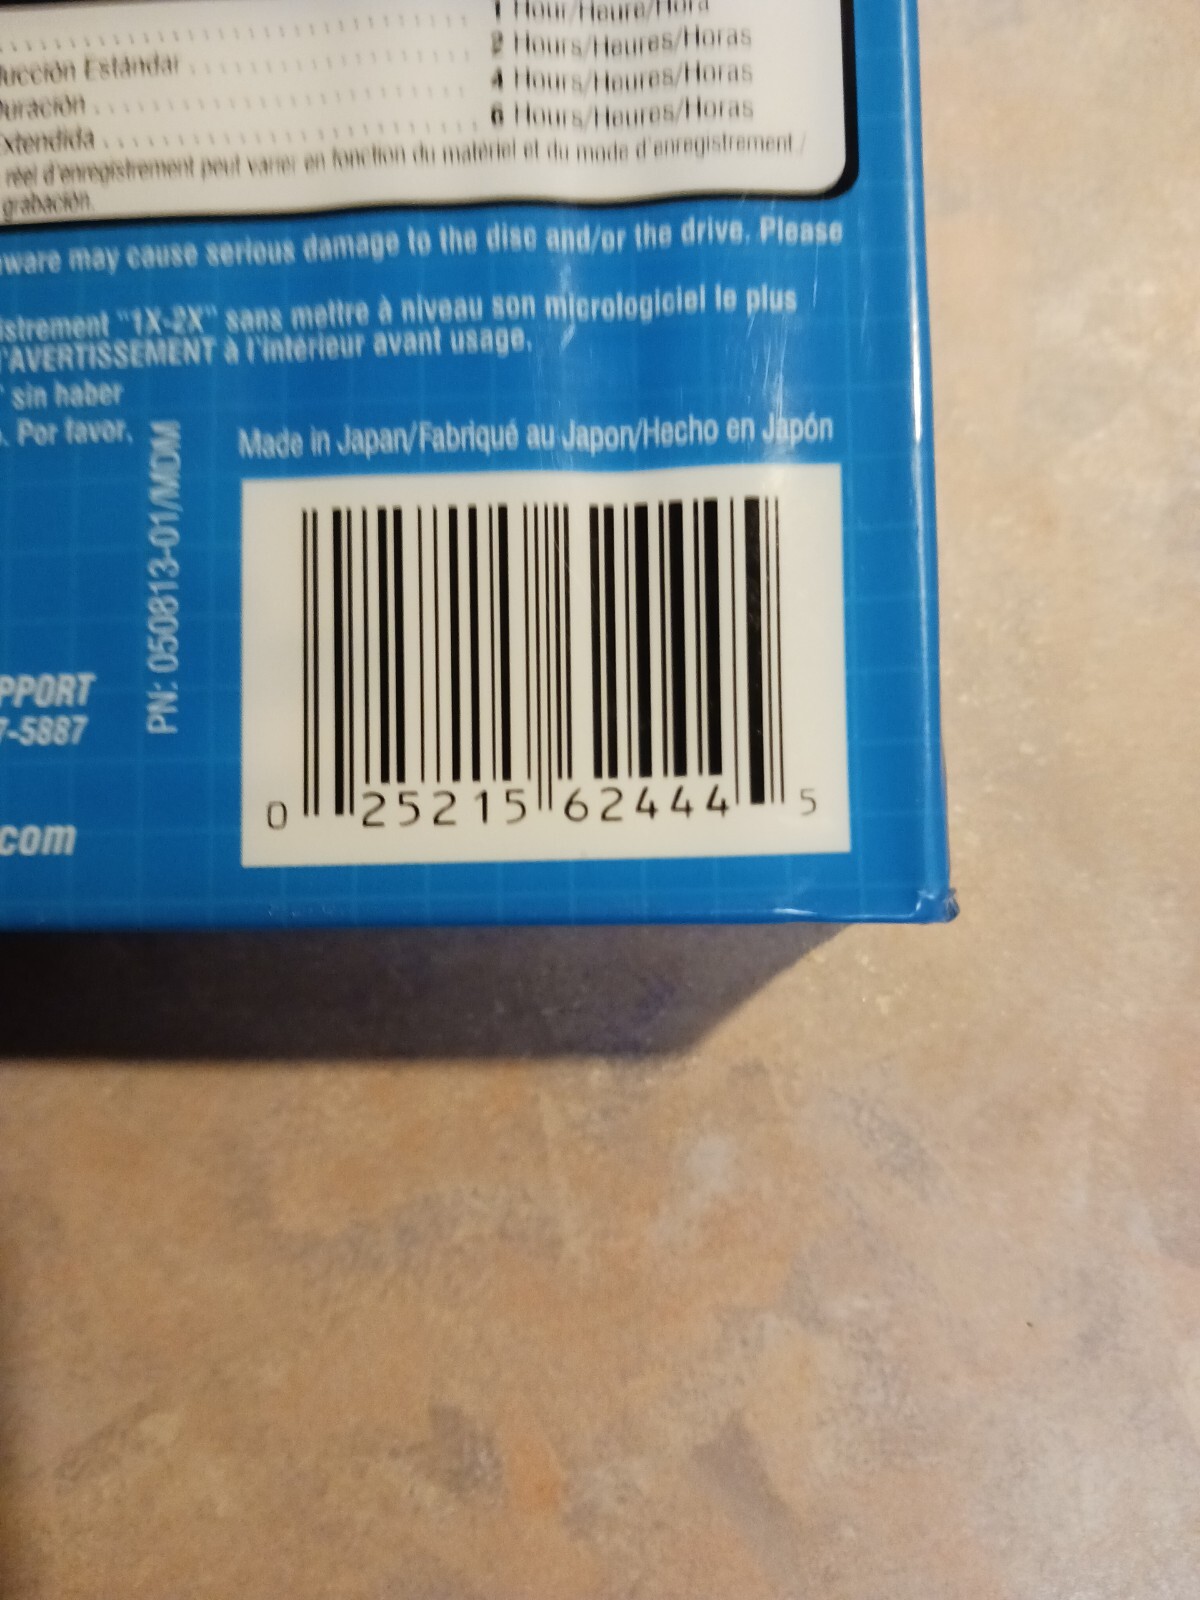 1 Hour/Heure/Hora
ducción Estándar 2 Hours/Heures/Horas
Duración 4 Hours/Heures/Horas
Extendida 6 Hours/Heures/Horas
réel d'enregistrement peut varier en fonction du matériel et du mode d'enregistrement /
grabación.
ware may cause serious damage to the disc and/or the drive. Please
istrement "1X-2X" sans mettre à niveau son micrologiciel le plus
l'AVERTISSEMENT à l'intérieur avant usage.
" sin haber
. Por favor,
Made in Japan/Fabriqué au Japon/Hecho en Japón
PN: 050813-01/MDM
PPORT
7-5887
.com
0 25215 62444 5